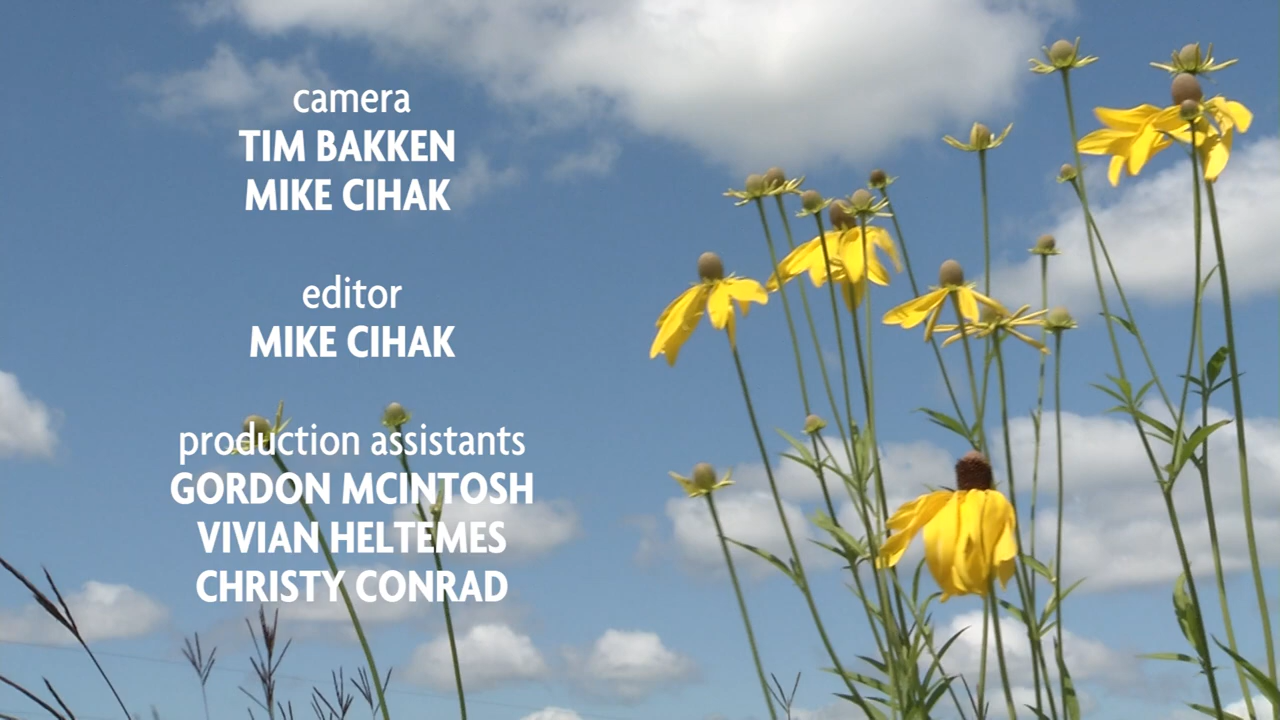 camera
TIM BAKKEN
MIKE CIHAK
editor
MIKE CIHAK
production assistants
GORDON MCINTOSH
VIVIAN HELTEMES
CHRISTY CONRAD